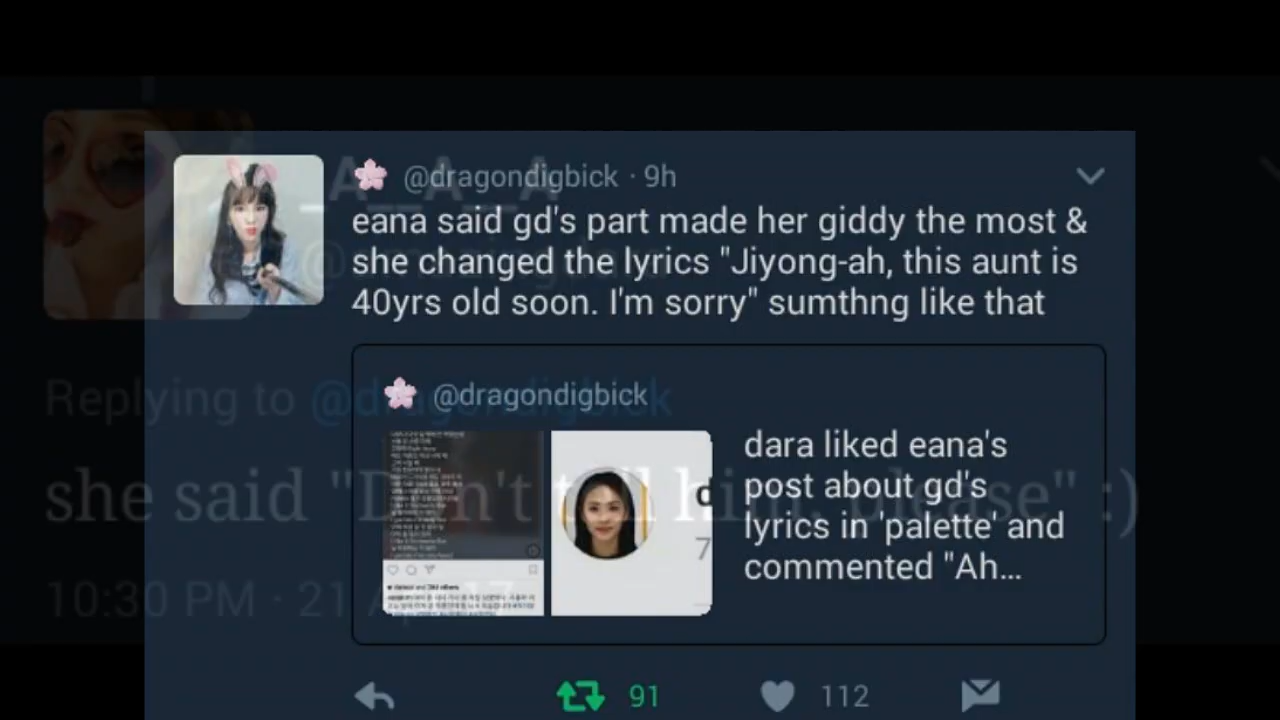 @dragondigbick · 9h
eana said gd's part made her giddy the most &
she changed the lyrics "Jiyong-ah, this aunt is
40yrs old soon. I'm sorry" sumthng like that
@dragondigbick
dara liked eana's
post about gd's
lyrics in 'palette' and
commented "Ah...
Replying to @dragondigbick
she said "Don't tell him, please" :)
10:30 PM · 21
91
112